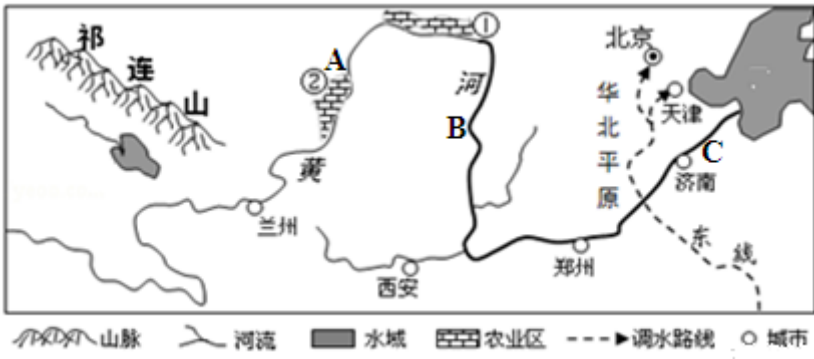 祁连山
A
①
②
河
B
黄
北京
天津
华北平原
C
济南
兰州
西安
郑州
东线
山脉 河流 水域 农业区 调水路线 城市